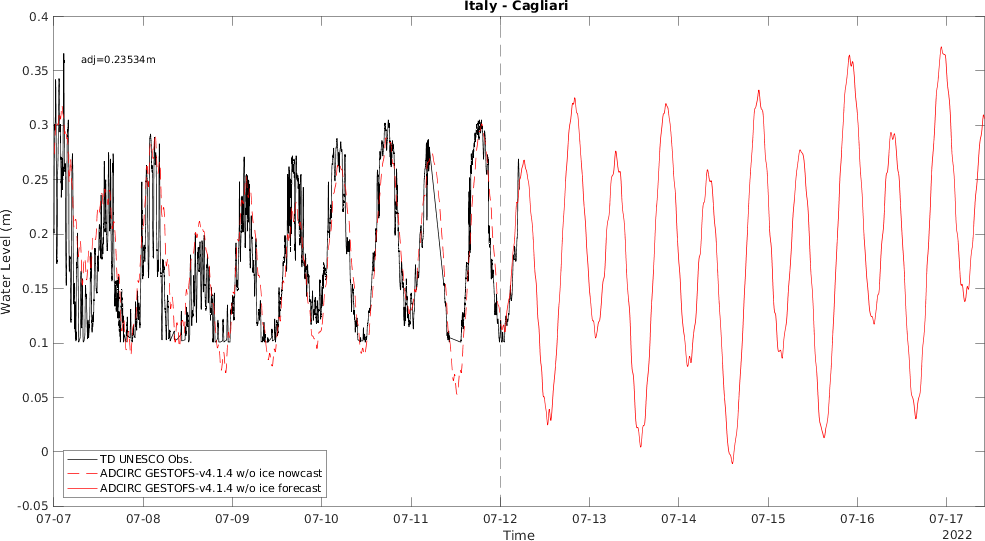 Italy - Cagliari
Water Level (m)
0.4
0.35
0.3
0.25
0.2
0.15
0.1
0.05
0
-0.05
adj=0.23534m
TD UNESCO Obs.
ADCIRC GESTOFS-v4.1.4 w/o ice nowcast
ADCIRC GESTOFS-v4.1.4 w/o ice forecast
07-07 07-08 07-09 07-10 07-11 07-12 07-13 07-14 07-15 07-16 07-17
Time
2022